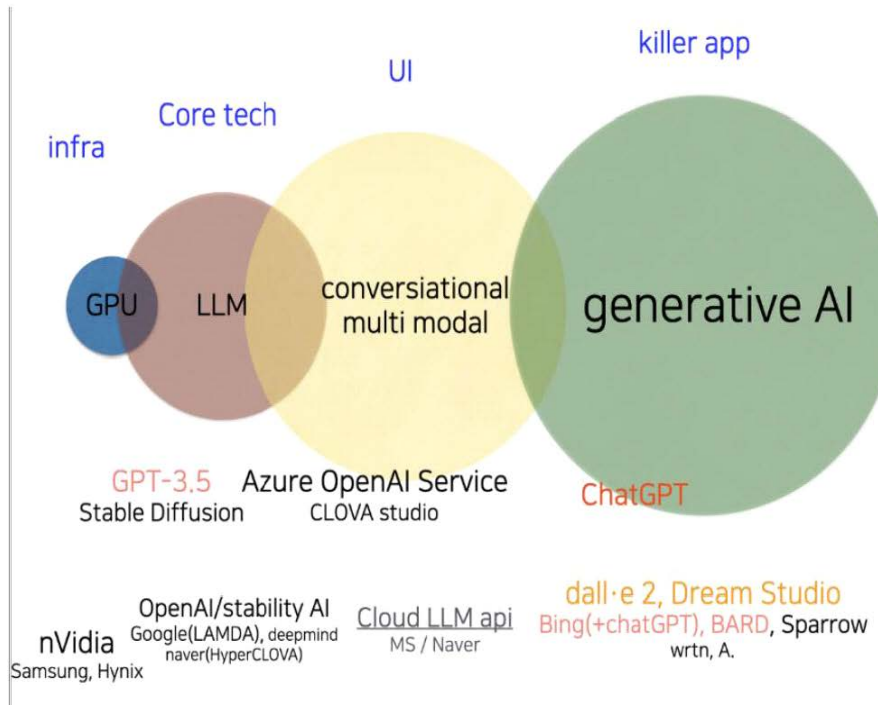 killer app
UI
Core tech
infra
GPU
LLM
conversiational
multi modal
generative AI
GPT-3.5
Stable Diffusion
Azure OpenAI Service
CLOVA studio
ChatGPT
nVidia
Samsung, Hynix
OpenAI/stability AI
Google(LAMDA), deepmind
naver(HyperCLOVA)
Cloud LLM api
MS / Naver
dall·e 2, Dream Studio
Bing(+chatGPT), BARD, Sparrow
wrtn, A.